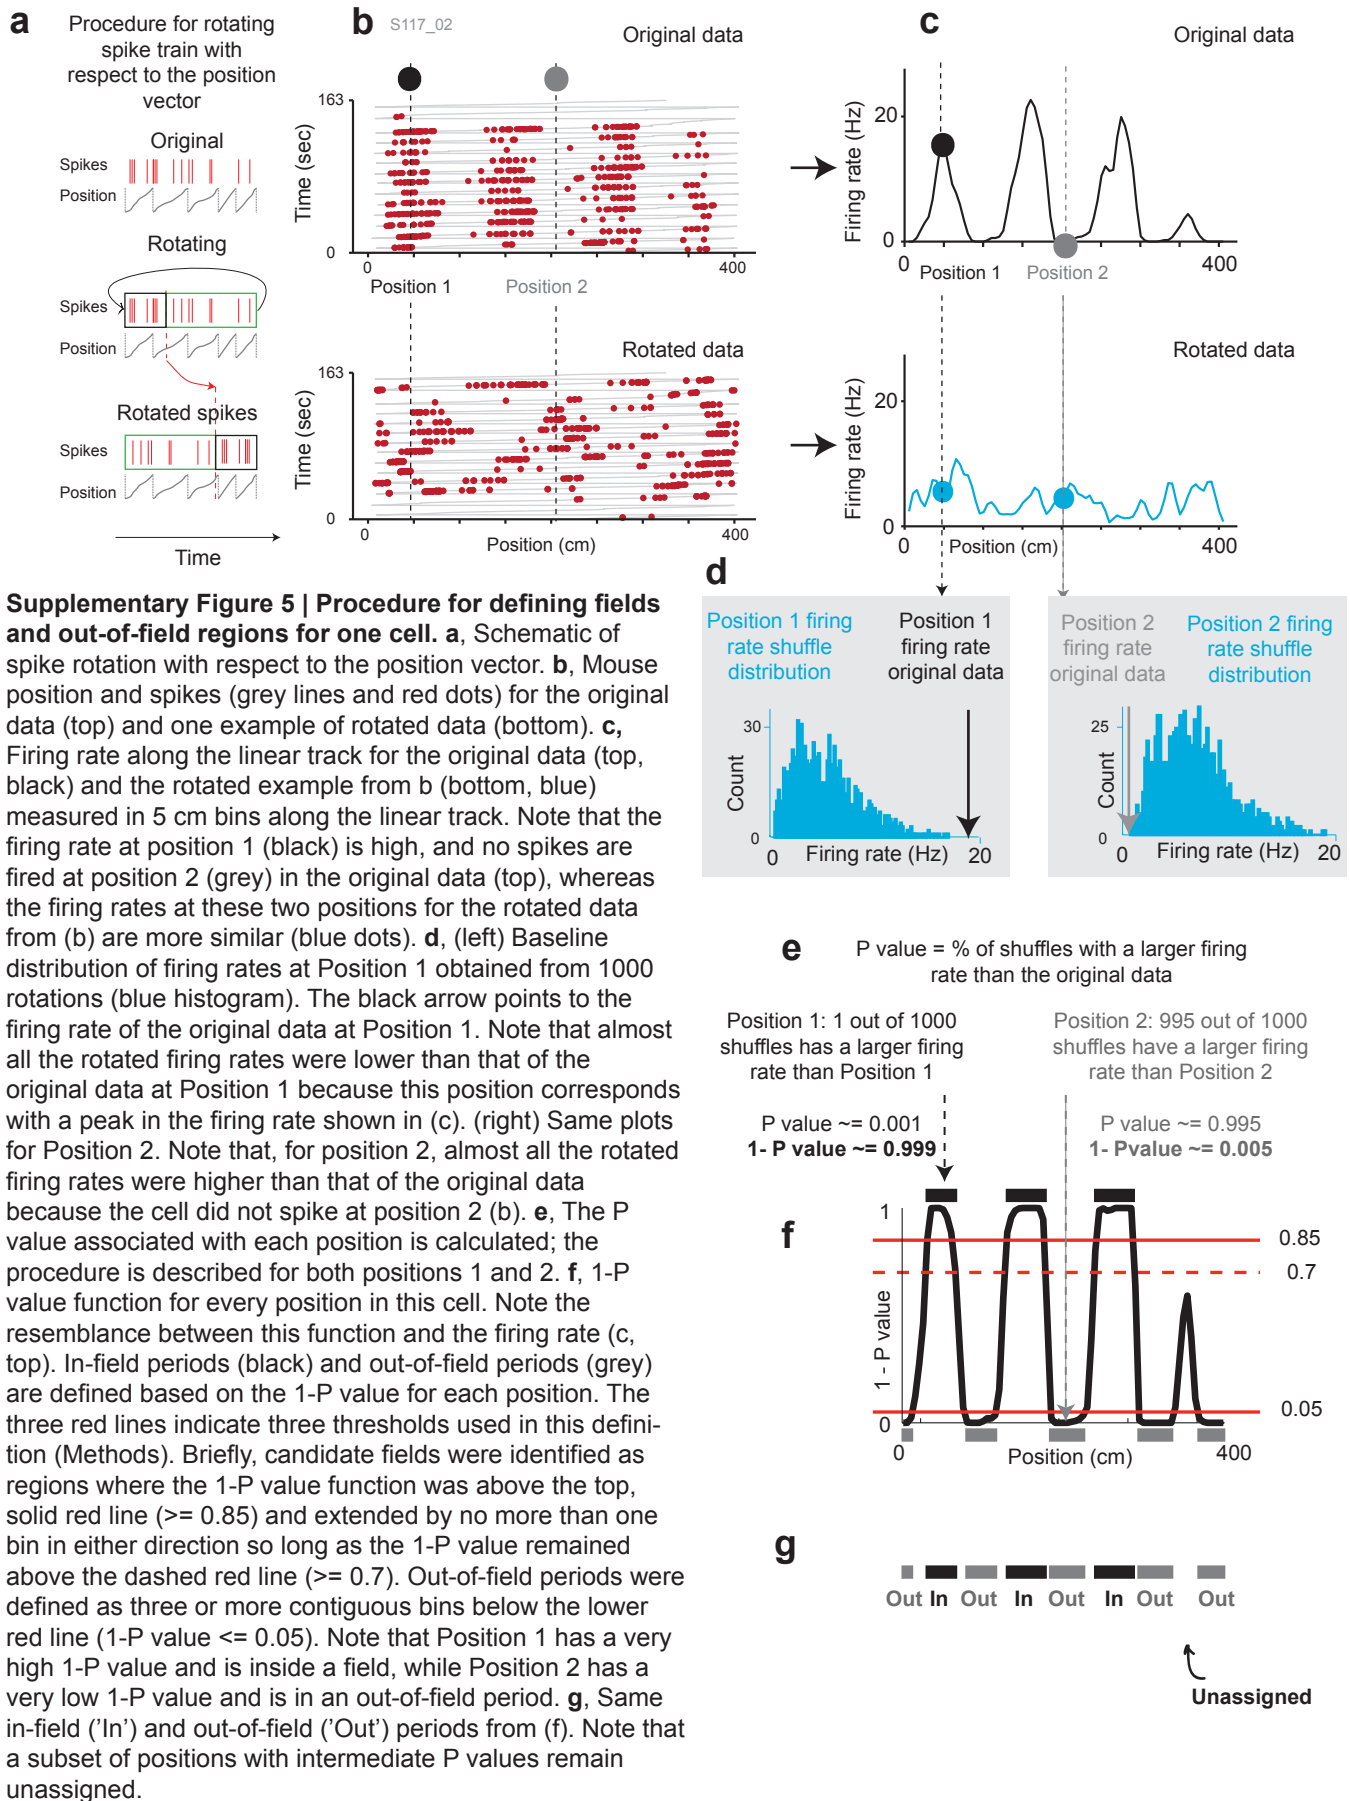 a
Procedure for rotating
spike train with
respect to the position
vector
Original
Spikes
Position
Rotating
Spikes
Position
Rotated spikes
Spikes
Position
Time
b
S117_02
Original data
Time (sec)
163
0
0
400
Position 1
Position 2
Rotated data
Time (sec)
163
0
0
400
Position (cm)
c
Original data
Firing rate (Hz)
20
0
0
Position 1
Position 2
400
Rotated data
Firing rate (Hz)
20
0
0
Position (cm)
400
d
Position 1 firing
rate shuffle
distribution
Position 1
firing rate
original data
30
Count
0
0
Firing rate (Hz)
20
Position 2
firing rate
original data
Position 2 firing
rate shuffle
distribution
25
Count
0
0
Firing rate (Hz)
20
e
P value = % of shuffles with a larger firing
rate than the original data
Position 1: 1 out of 1000
shuffles has a larger firing
rate than Position 1
P value ~= 0.001
1- P value ~= 0.999
Position 2: 995 out of 1000
shuffles have a larger firing
rate than Position 2
P value ~= 0.995
1- Pvalue ~= 0.005
f
1
1 - P value
0
0.85
0.7
0.05
0
Position (cm)
400
g
Out In Out In Out In Out Out
Unassigned
Supplementary Figure 5 | Procedure for defining fields
and out-of-field regions for one cell. a, Schematic of
spike rotation with respect to the position vector. b, Mouse
position and spikes (grey lines and red dots) for the original
data (top) and one example of rotated data (bottom). c,
Firing rate along the linear track for the original data (top,
black) and the rotated example from b (bottom, blue)
measured in 5 cm bins along the linear track. Note that the
firing rate at position 1 (black) is high, and no spikes are
fired at position 2 (grey) in the original data (top), whereas
the firing rates at these two positions for the rotated data
from (b) are more similar (blue dots). d, (left) Baseline
distribution of firing rates at Position 1 obtained from 1000
rotations (blue histogram). The black arrow points to the
firing rate of the original data at Position 1. Note that almost
all the rotated firing rates were lower than that of the
original data at Position 1 because this position corresponds
with a peak in the firing rate shown in (c). (right) Same plots
for Position 2. Note that, for position 2, almost all the rotated
firing rates were higher than that of the original data
because the cell did not spike at position 2 (b). e, The P
value associated with each position is calculated; the
procedure is described for both positions 1 and 2. f, 1-P
value function for every position in this cell. Note the
resemblance between this function and the firing rate (c,
top). In-field periods (black) and out-of-field periods (grey)
are defined based on the 1-P value for each position. The
three red lines indicate three thresholds used in this defini-
tion (Methods). Briefly, candidate fields were identified as
regions where the 1-P value function was above the top,
solid red line (>= 0.85) and extended by no more than one
bin in either direction so long as the 1-P value remained
above the dashed red line (>= 0.7). Out-of-field periods were
defined as three or more contiguous bins below the lower
red line (1-P value <= 0.05). Note that Position 1 has a very
high 1-P value and is inside a field, while Position 2 has a
very low 1-P value and is in an out-of-field period. g, Same
in-field ('In') and out-of-field ('Out') periods from (f). Note that
a subset of positions with intermediate P values remain
unassigned.